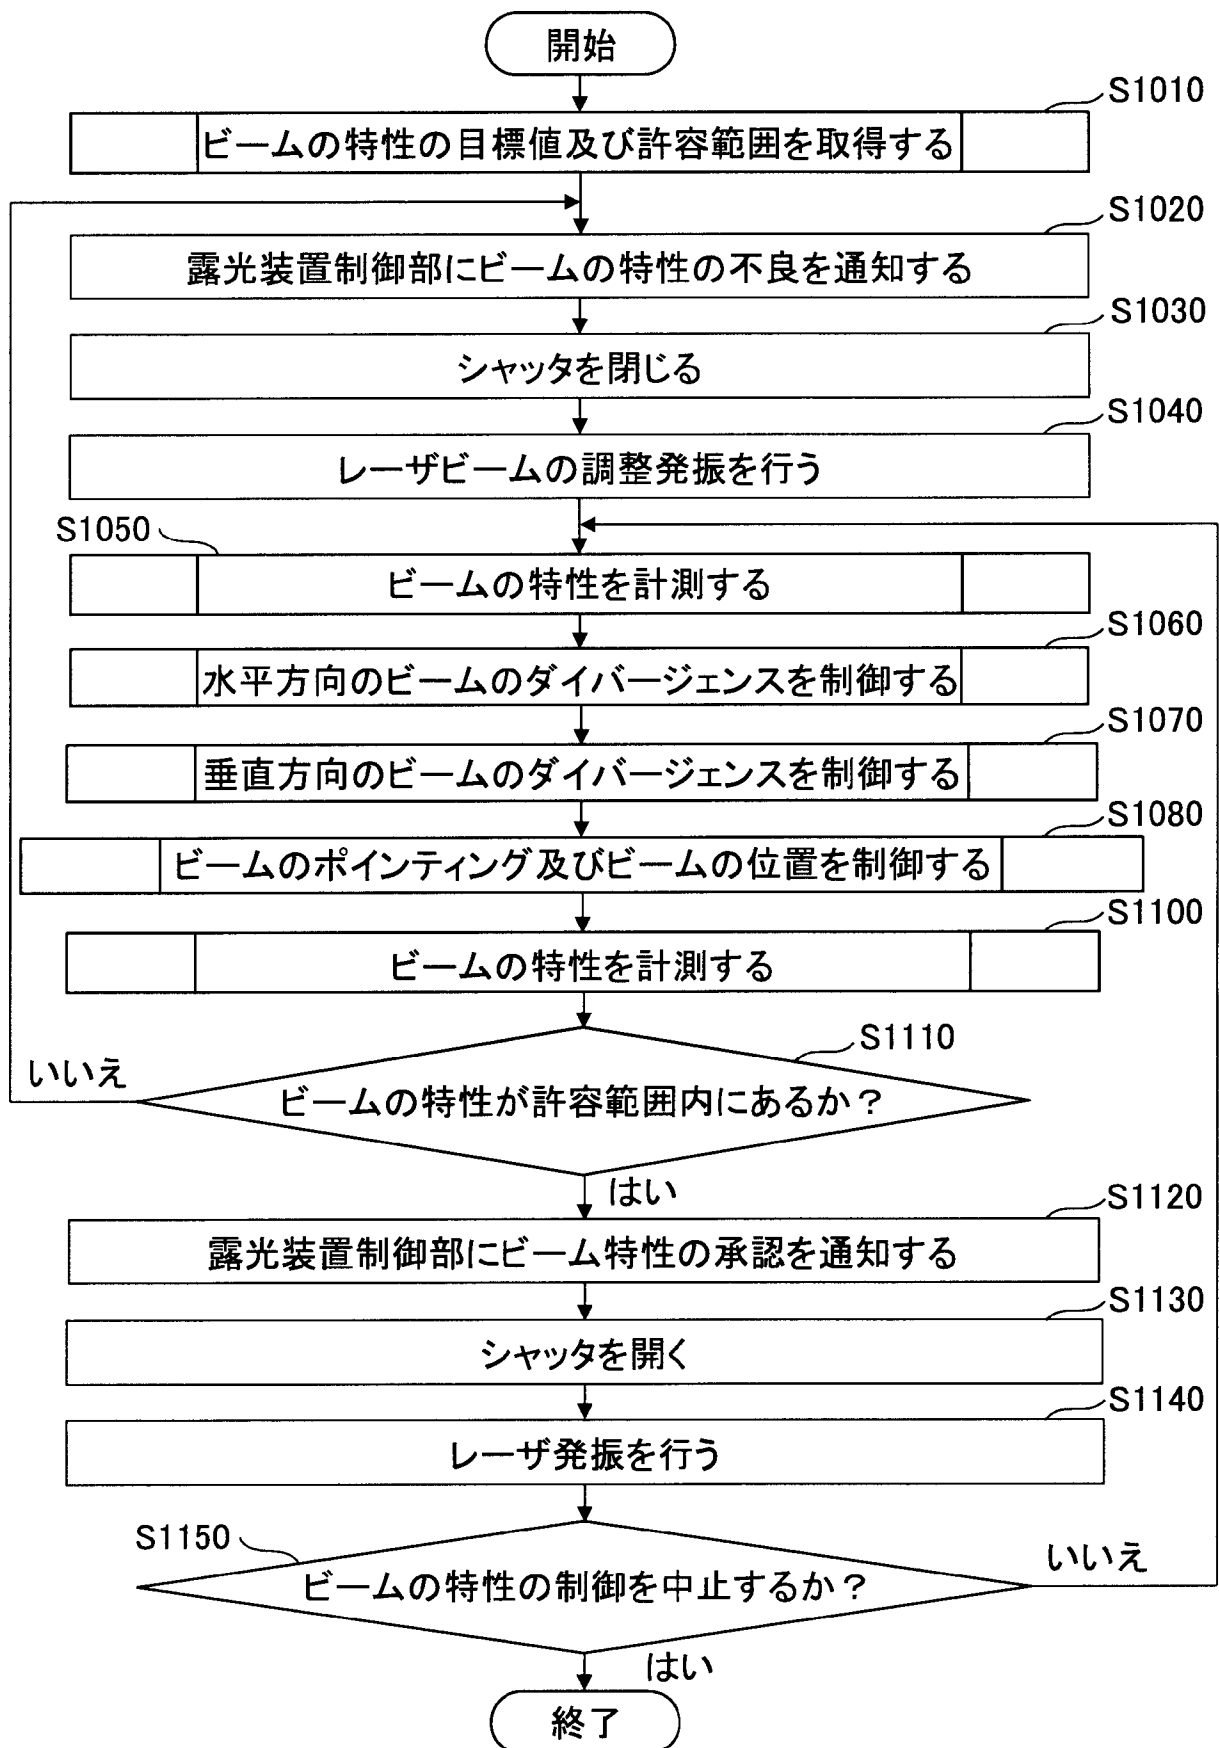 開始
S1010
ビームの特性の目標値及び許容範囲を取得する
S1020
露光装置制御部にビームの特性の不良を通知する
S1030
シャッタを閉じる
S1040
レーザビームの調整発振を行う
S1050
ビームの特性を計測する
S1060
水平方向のビームのダイバージェンスを制御する
S1070
垂直方向のビームのダイバージェンスを制御する
S1080
ビームのポインティング及びビームの位置を制御する
S1100
ビームの特性を計測する
S1110
いいえ
ビームの特性が許容範囲内にあるか？
はい
S1120
露光装置制御部にビーム特性の承認を通知する
S1130
シャッタを開く
S1140
レーザ発振を行う
S1150
いいえ
ビームの特性の制御を中止するか？
はい
終了